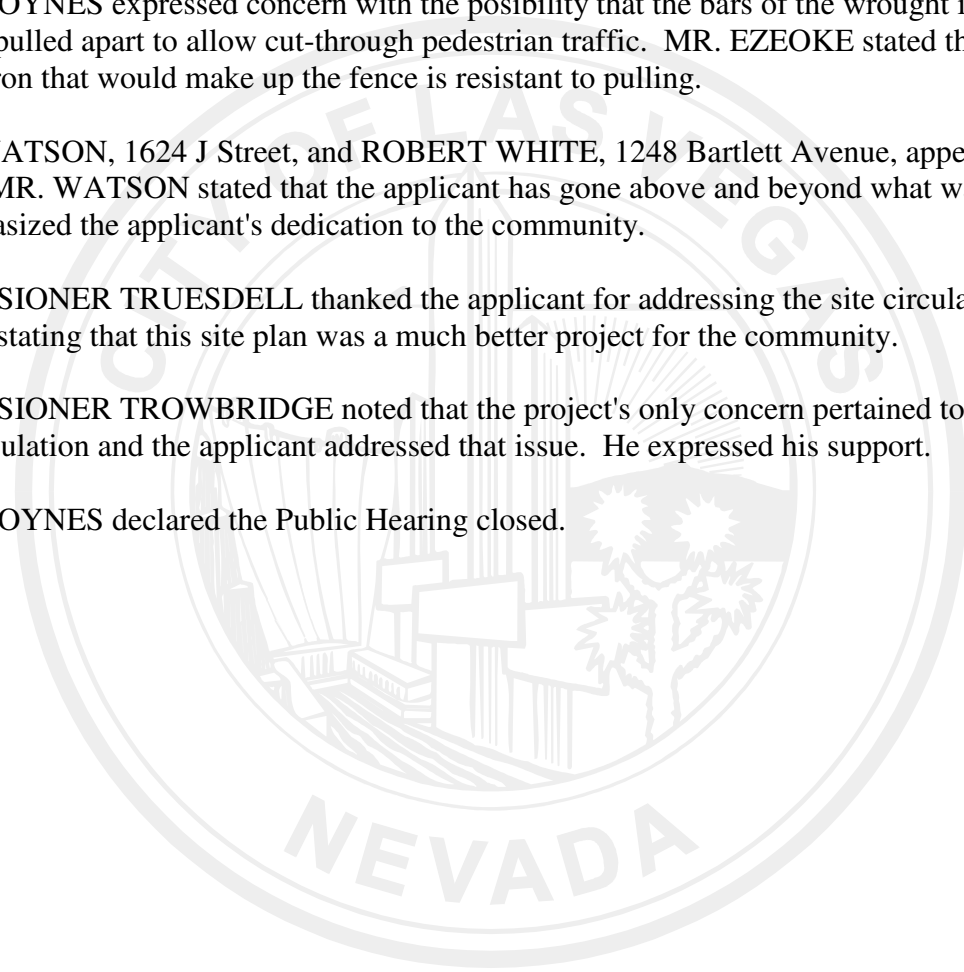 OYNES expressed concern with the posibility that the bars of the wrought i
pulled apart to allow cut-through pedestrian traffic. MR. EZEOKE stated th
ron that would make up the fence is resistant to pulling.
ATSON, 1624 J Street, and ROBERT WHITE, 1248 Bartlett Avenue, appe
MR. WATSON stated that the applicant has gone above and beyond what w
asized the applicant's dedication to the community.
SIONER TRUESDELL thanked the applicant for addressing the site circula
stating that this site plan was a much better project for the community.
SIONER TROWBRIDGE noted that the project's only concern pertained to
ulation and the applicant addressed that issue. He expressed his support.
OYNES declared the Public Hearing closed.
CITY OF LAS VEGAS
NEVADA